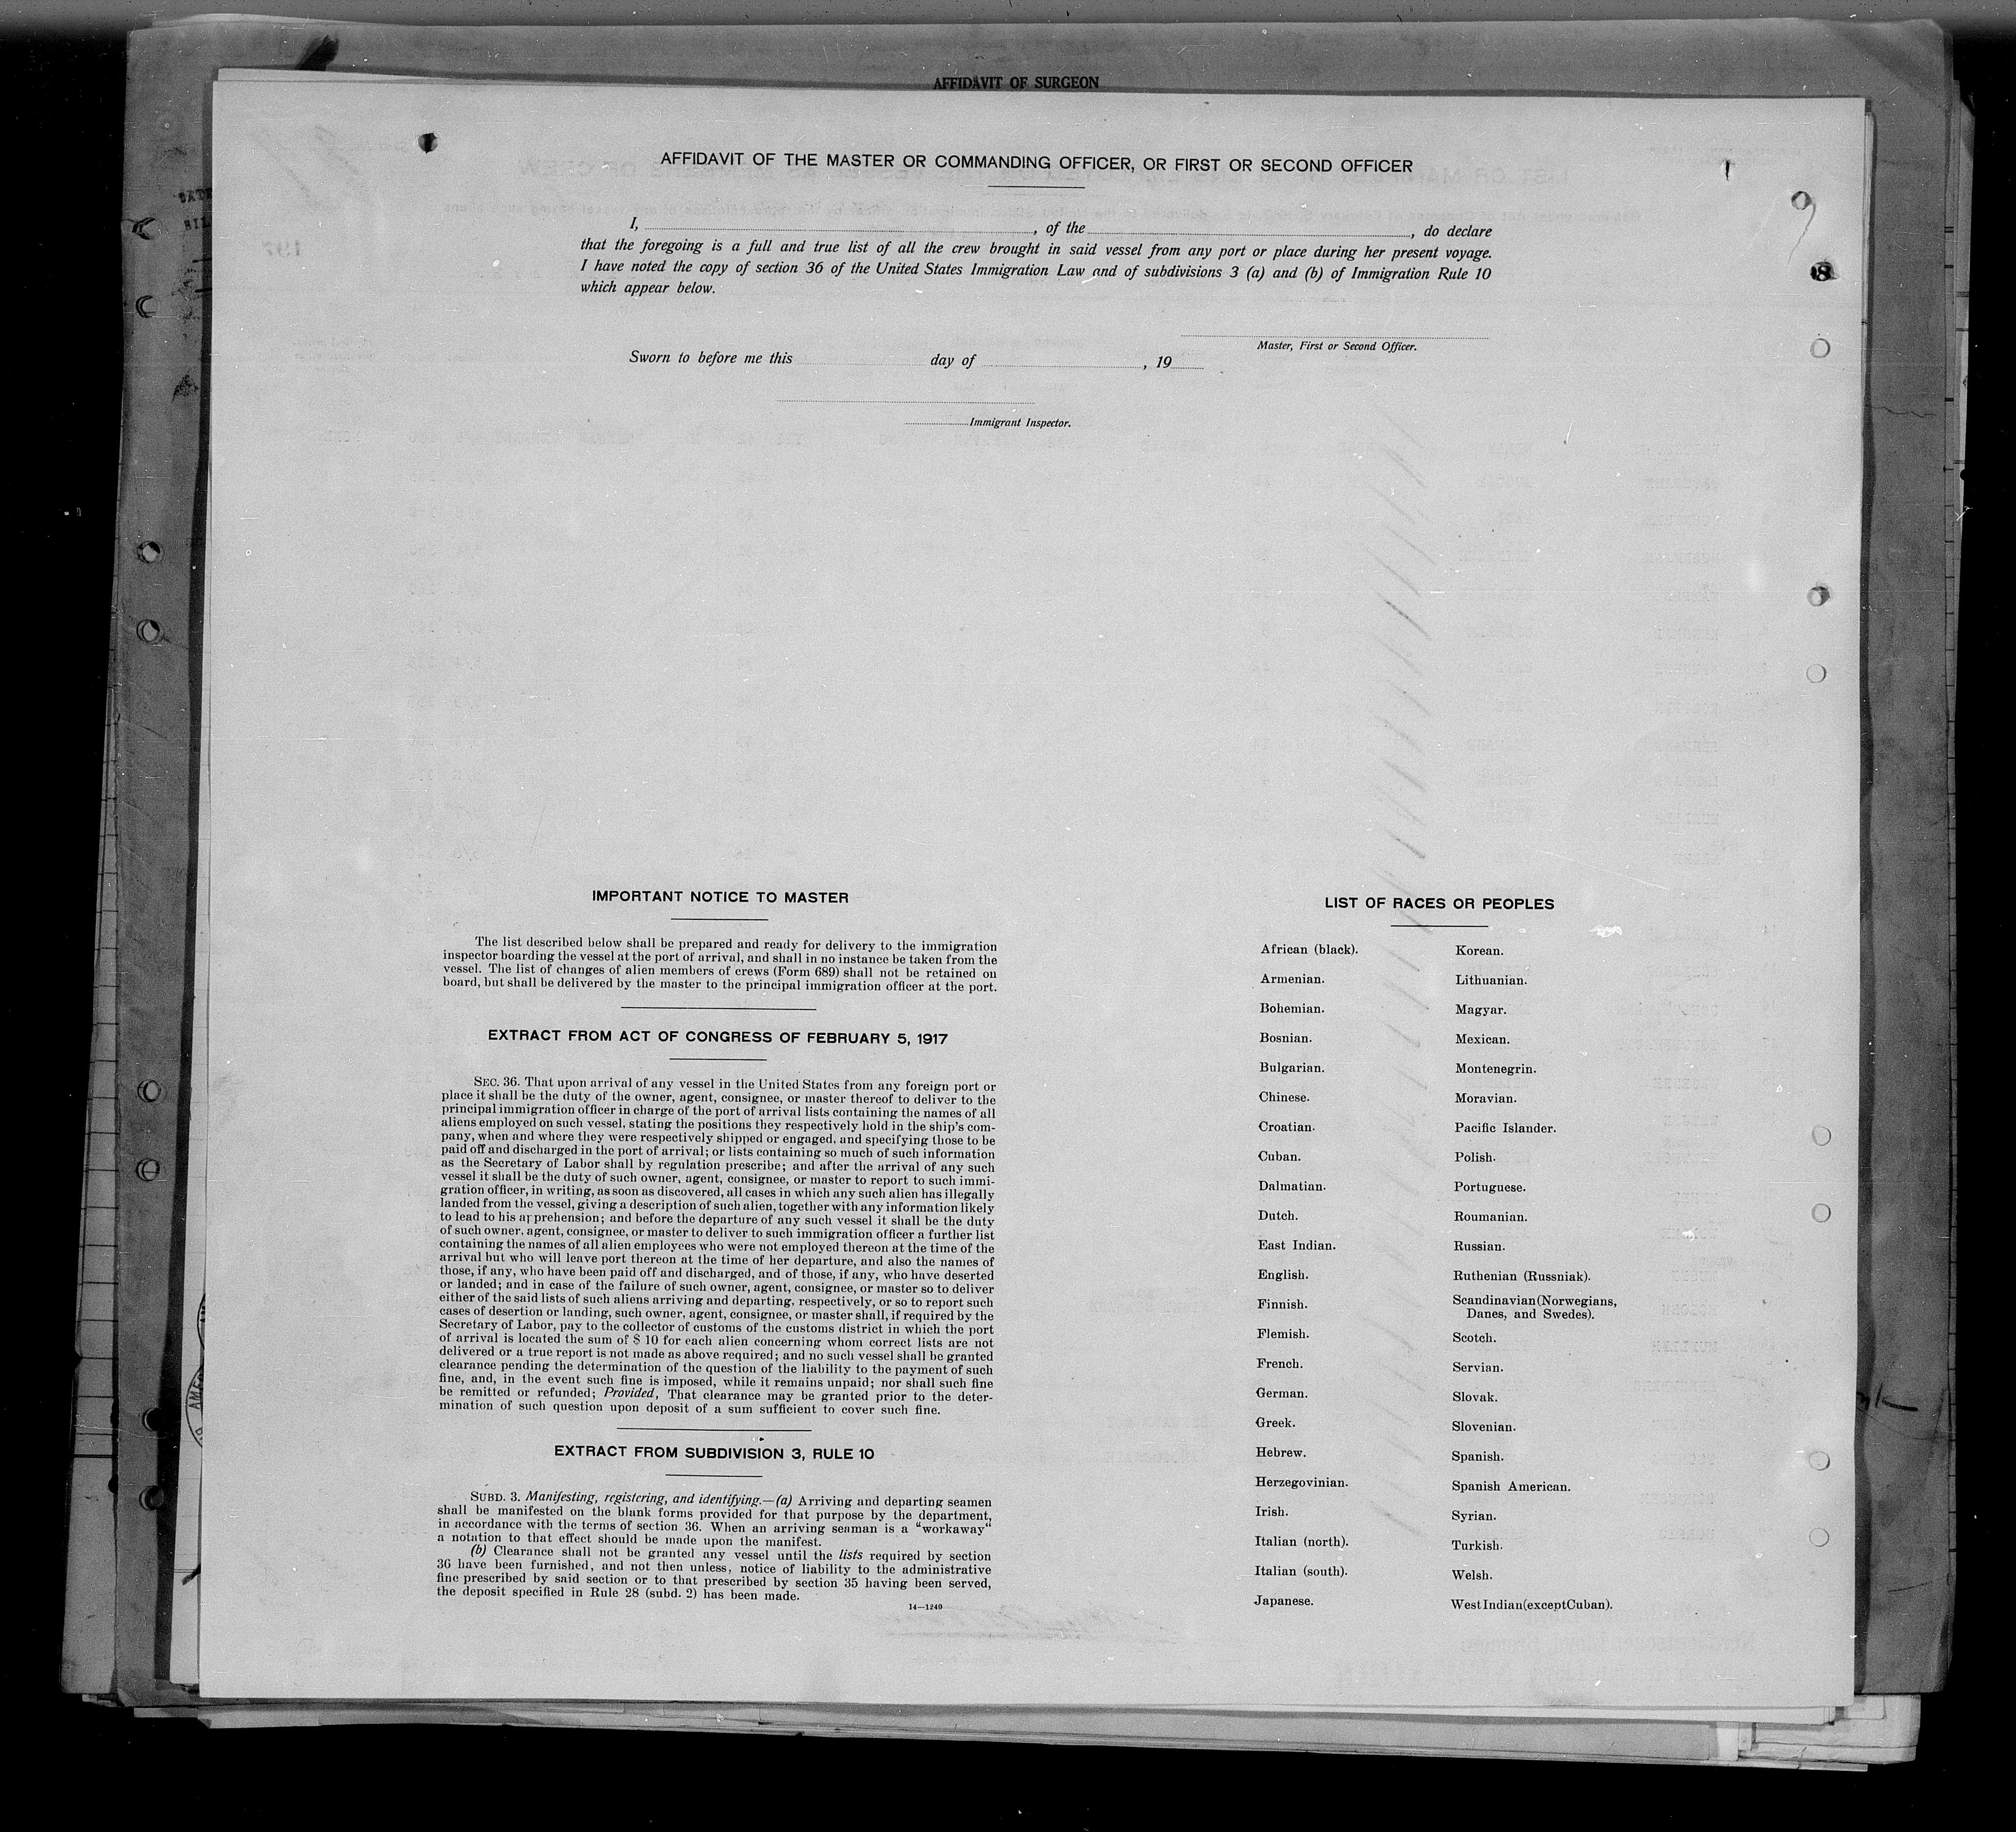 AFFIDAVIT OF SURGEON
AFFIDAVIT OF THE MASTER OR COMMANDING OFFICER, OR FIRST OR SECOND OFFICER
I, , of the , do declare
that the foregoing is a full and true list of all the crew brought in said vessel from any port or place during her present voyage.
I have noted the copy of section 36 of the United States Immigration Law and of subdivisions 3 (a) and (b) of Immigration Rule 10
which appear below.
Master, First or Second Officer.
Sworn to before me this day of , 19
Immigrant Inspector.
IMPORTANT NOTICE TO MASTER
The list described below shall be prepared and ready for delivery to the immigration
inspector boarding the vessel at the port of arrival, and shall in no instance be taken from the
vessel. The list of changes of alien members of crews (Form 689) shall not be retained on
board, but shall be delivered by the master to the principal immigration officer at the port.
EXTRACT FROM ACT OF CONGRESS OF FEBRUARY 5, 1917
SEC. 36. That upon arrival of any vessel in the United States from any foreign port or
place it shall be the duty of the owner, agent, consignee, or master thereof to deliver to the
principal immigration officer in charge of the port of arrival lists containing the names of all
aliens employed on such vessel, stating the positions they respectively hold in the ship's com-
pany, when and where they were respectively shipped or engaged, and specifying those to be
paid off and discharged in the port of arrival; or lists containing so much of such information
as the Secretary of Labor shall by regulation prescribe; and after the arrival of any such
vessel it shall be the duty of such owner, agent, consignee, or master to report to such immi-
gration officer, in writing, as soon as discovered, all cases in which any such alien has illegally
landed from the vessel, giving a description of such alien, together with any information likely
to lead to his apprehension; and before the departure of any such vessel it shall be the duty
of such owner, agent, consignee, or master to deliver to such immigration officer a further list
containing the names of all alien employees who were not employed thereon at the time of the
arrival but who will leave port thereon at the time of her departure, and also the names of
those, if any, who have been paid off and discharged, and of those, if any, who have deserted
or landed; and in case of the failure of such owner, agent, consignee, or master so to deliver
either of the said lists of such aliens arriving and departing, respectively, or so to report such
cases of desertion or landing, such owner, agent, consignee, or master shall, if required by the
Secretary of Labor, pay to the collector of customs of the customs district in which the port
of arrival is located the sum of $ 10 for each alien concerning whom correct lists are not
delivered or a true report is not made as above required; and no such vessel shall be granted
clearance pending the determination of the question of the liability to the payment of such
fine, and, in the event such fine is imposed, while it remains unpaid; nor shall such fine
be remitted or refunded; Provided, That clearance may be granted prior to the deter-
mination of such question upon deposit of a sum sufficient to cover such fine.
EXTRACT FROM SUBDIVISION 3, RULE 10
SUBD. 3. Manifesting, registering, and identifying.—(a) Arriving and departing seamen
shall be manifested on the blank forms provided for that purpose by the department,
in accordance with the terms of section 36. When an arriving seaman is a "workaway"
a notation to that effect should be made upon the manifest.
(b) Clearance shall not be granted any vessel until the lists required by section
36 have been furnished, and not then unless, notice of liability to the administrative
fine prescribed by said section or to that prescribed by section 35 having been served,
the deposit specified in Rule 28 (subd. 2) has been made.
14—1240
LIST OF RACES OR PEOPLES
African (black).
Armenian.
Bohemian.
Bosnian.
Bulgarian.
Chinese.
Croatian.
Cuban.
Dalmatian.
Dutch.
East Indian.
English.
Finnish.
Flemish.
French.
German.
Greek.
Hebrew.
Herzegovinian.
Irish.
Italian (north).
Italian (south).
Japanese.
Korean.
Lithuanian.
Magyar.
Mexican.
Montenegrin.
Moravian.
Pacific Islander.
Polish.
Portuguese.
Roumanian.
Russian.
Ruthenian (Russniak).
Scandinavian (Norwegians,
Danes, and Swedes).
Scotch.
Servian.
Slovak.
Slovenian.
Spanish.
Spanish American.
Syrian.
Turkish.
Welsh.
West Indian (except Cuban).